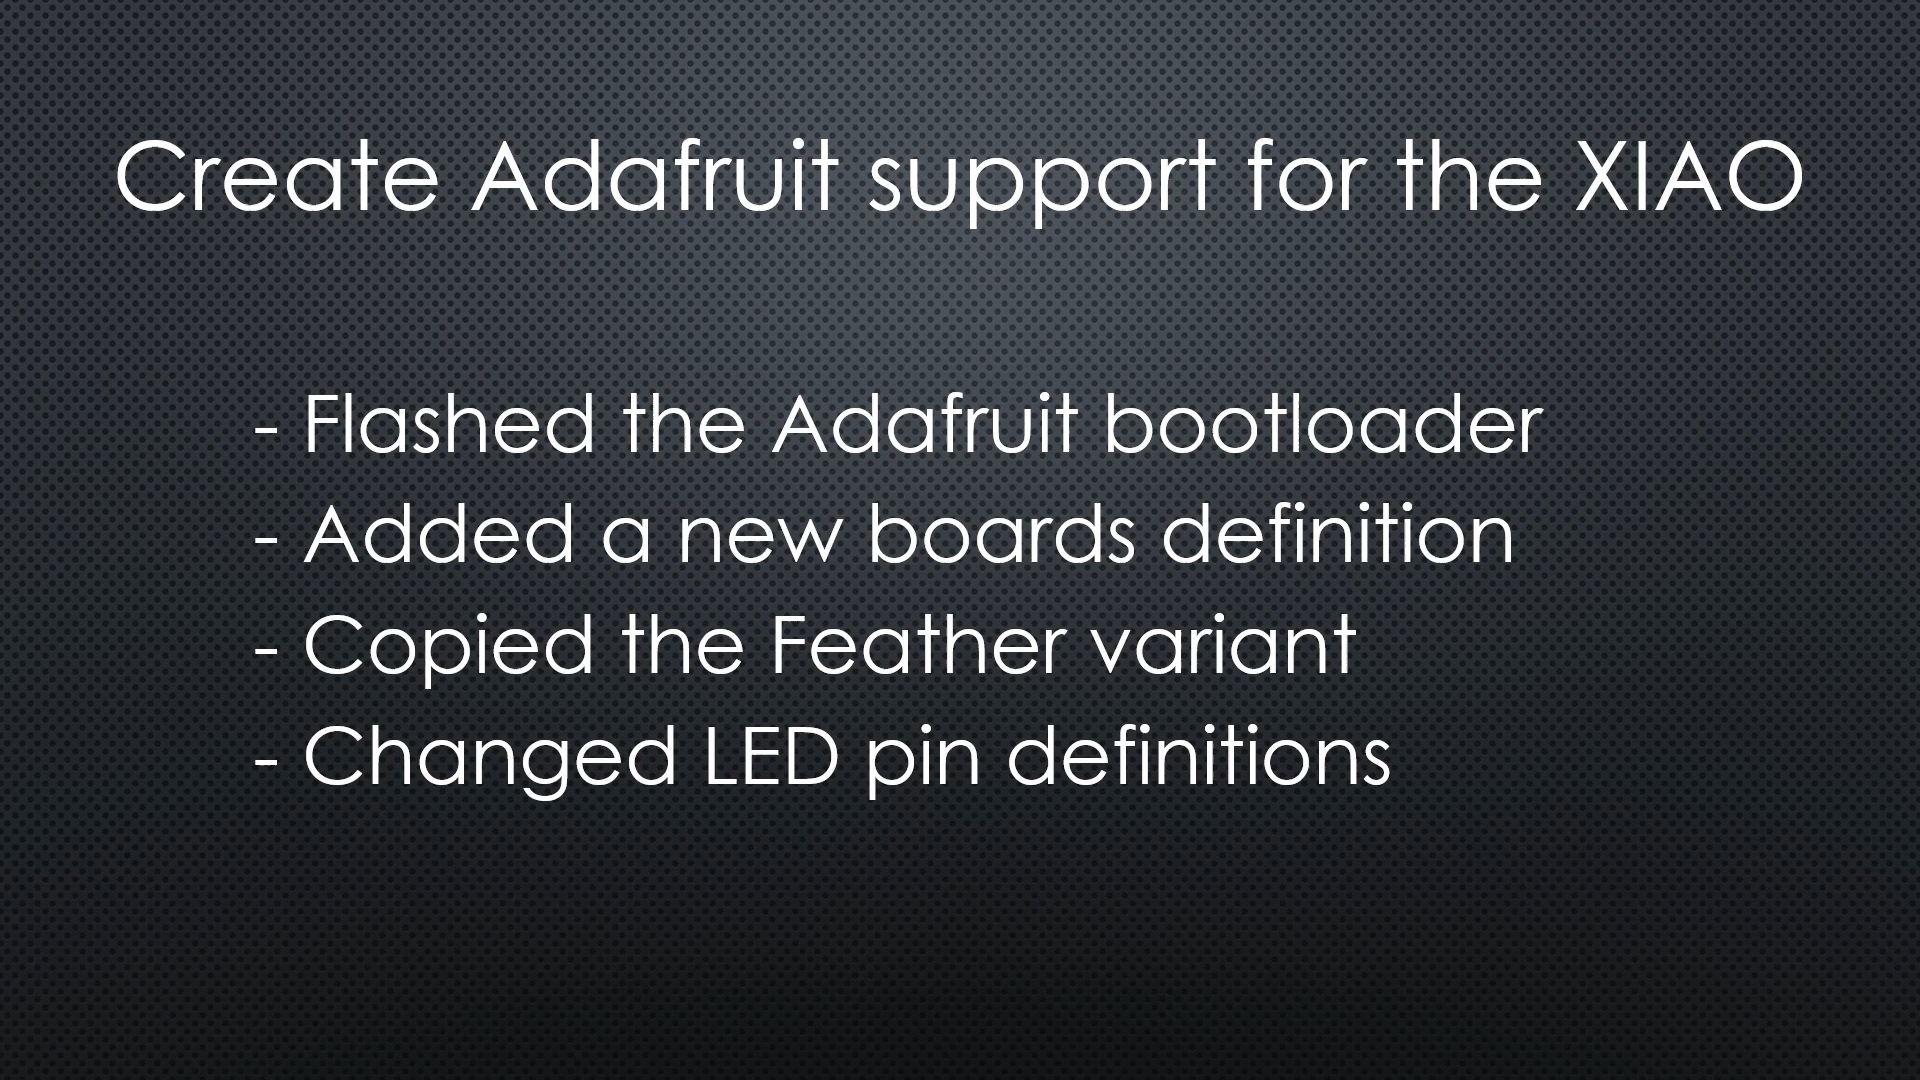 Create Adafruit support for the XIAO
- Flashed the Adafruit bootloader
- Added a new boards definition
- Copied the Feather variant
- Changed LED pin definitions